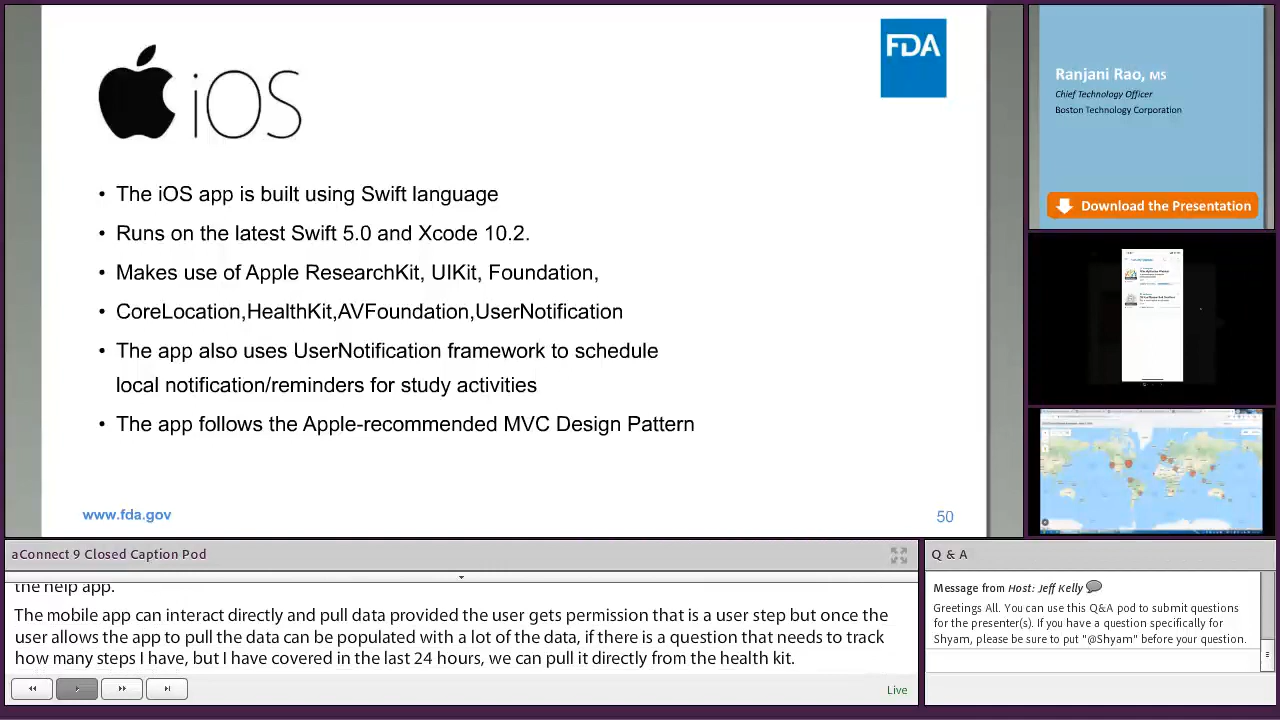 iOS
FDA
• The iOS app is built using Swift language
• Runs on the latest Swift 5.0 and Xcode 10.2.
• Makes use of Apple ResearchKit, UIKit, Foundation,
• CoreLocation,HealthKit,AVFoundation,UserNotification
• The app also uses UserNotification framework to schedule
local notification/reminders for study activities
• The app follows the Apple-recommended MVC Design Pattern
www.fda.gov
50
Ranjani Rao, MS
Chief Technology Officer
Boston Technology Corporation
Download the Presentation
aConnect 9 Closed Caption Pod
the help app.
The mobile app can interact directly and pull data provided the user gets permission that is a user step but once the
user allows the app to pull the data can be populated with a lot of the data, if there is a question that needs to track
how many steps I have, but I have covered in the last 24 hours, we can pull it directly from the health kit.
Live
Q & A
Message from Host: Jeff Kelly
Greetings All. You can use this Q&A pod to submit questions
for the presenter(s). If you have a question specifically for
Shyam, please be sure to put "@Shyam" before your question.